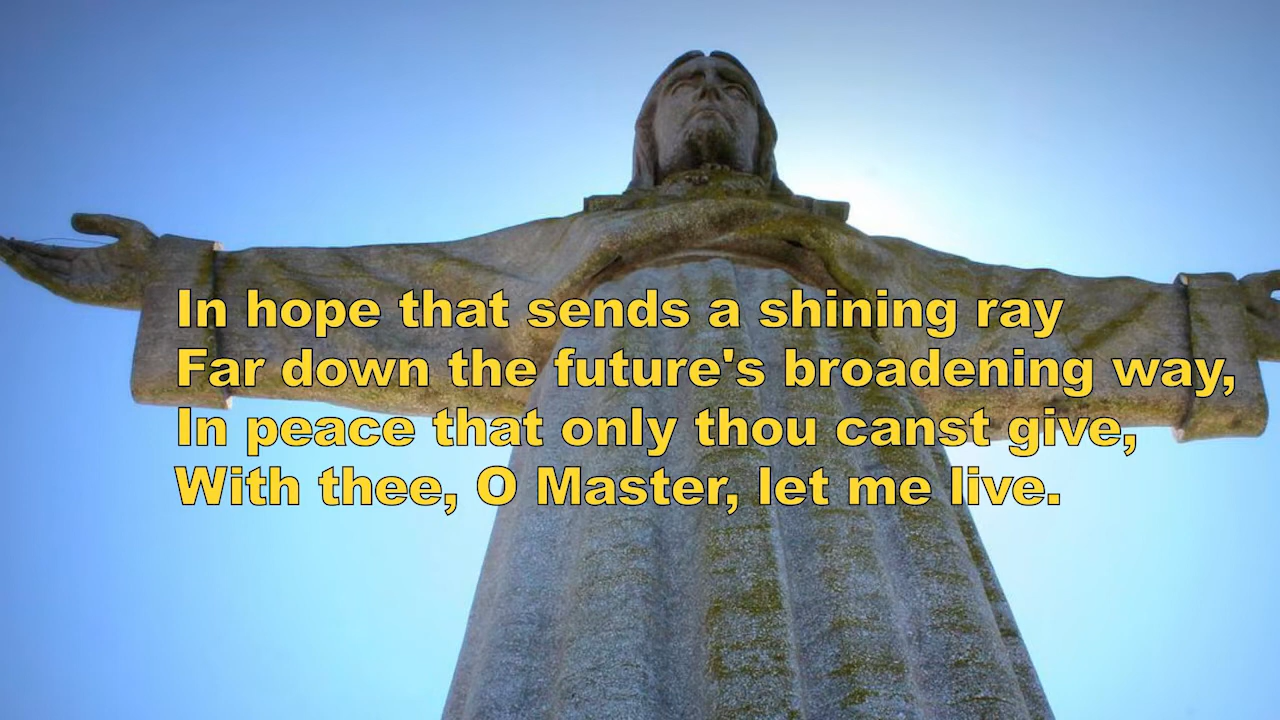 In hope that sends a shining ray
Far down the future's broadening way,
In peace that only thou canst give,
With thee, O Master, let me live.